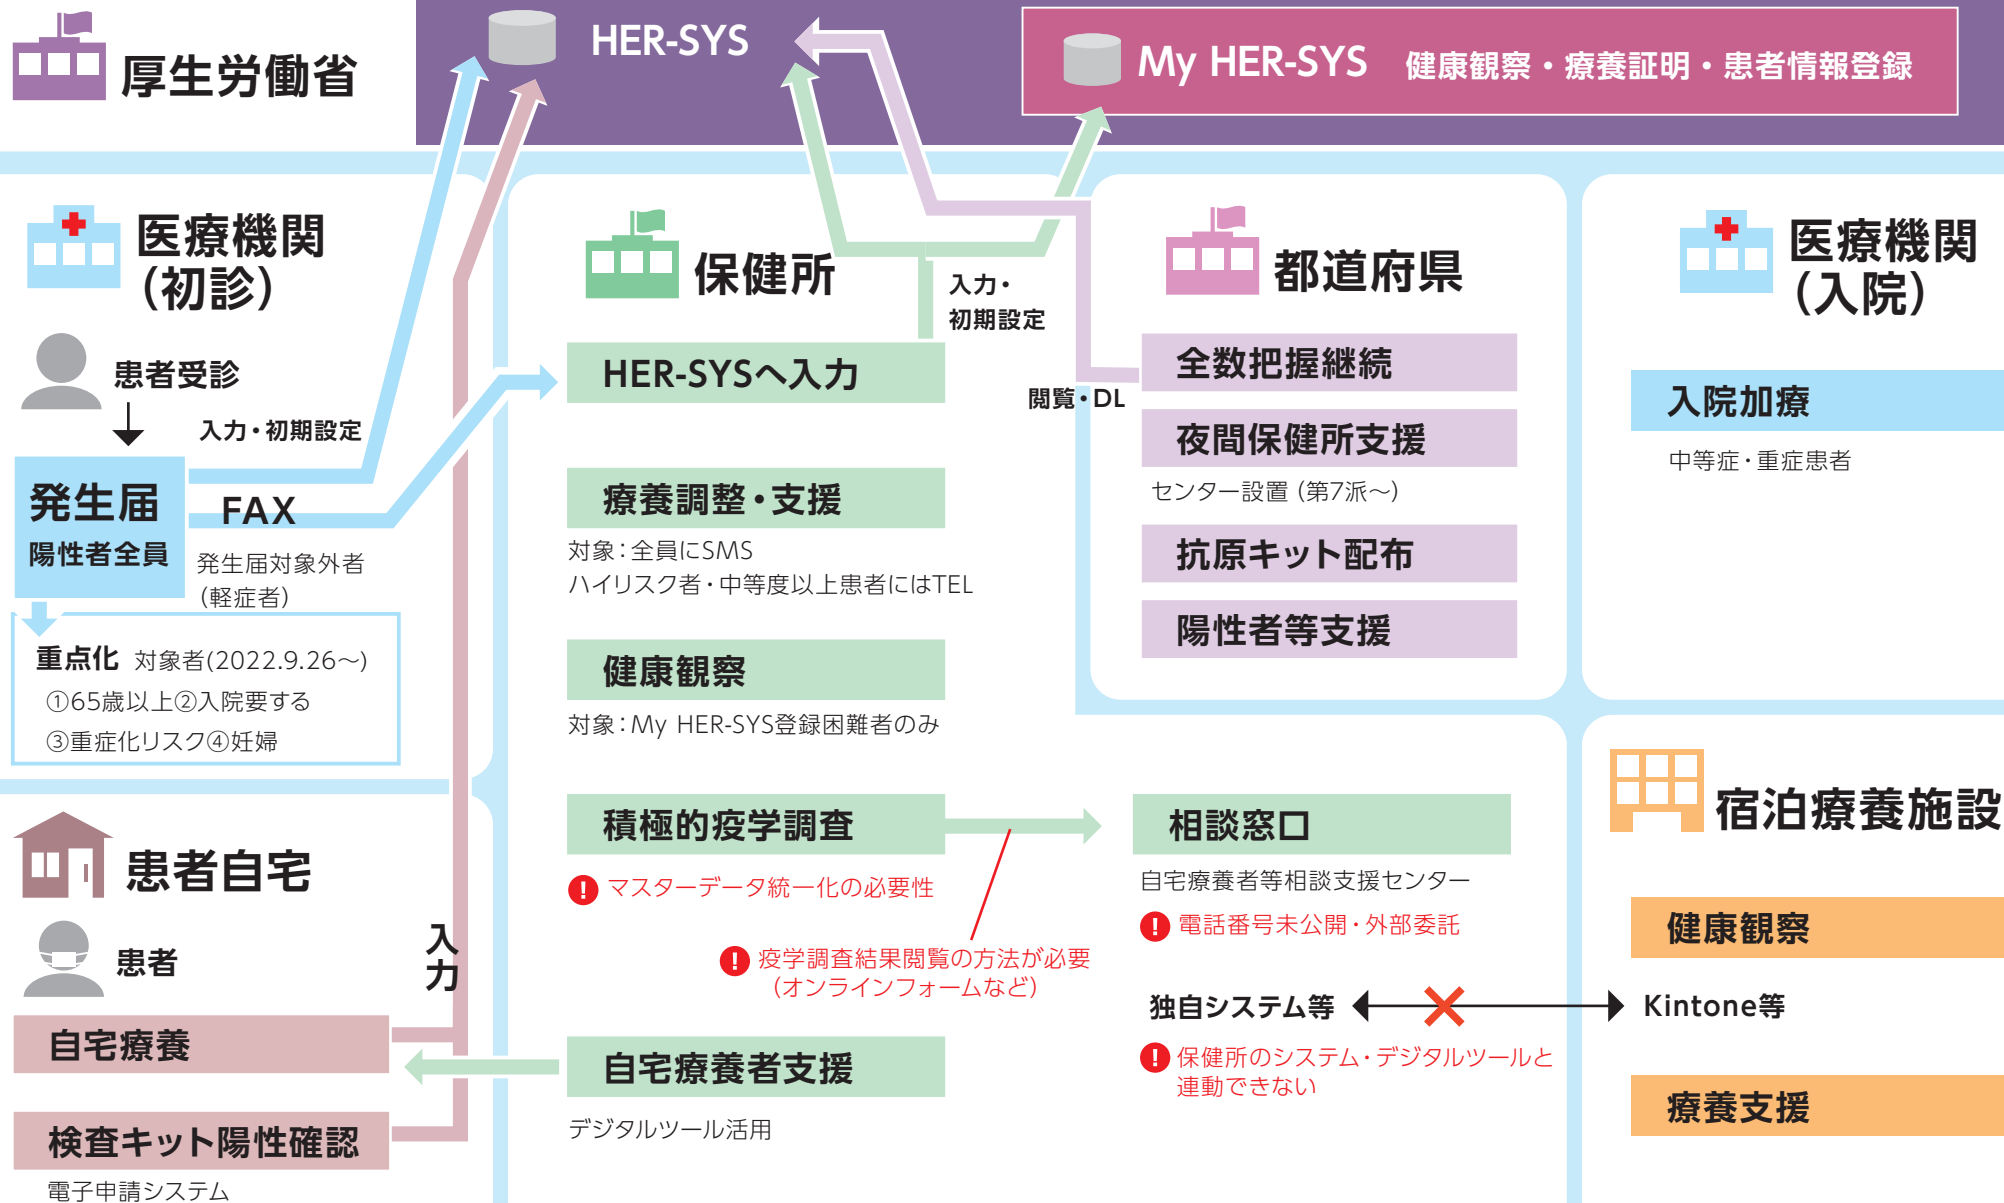 厚生労働省
HER-SYS
My HER-SYS 健康観察・療養証明・患者情報登録
医療機関
（初診）
患者受診
入力・初期設定
発生届
陽性者全員
FAX
発生届対象外者
（軽症者）
重点化 対象者(2022.9.26～)
①65歳以上②入院要する
③重症化リスク④妊婦
患者自宅
患者
入力
自宅療養
検査キット陽性確認
電子申請システム
保健所
入力・
初期設定
HER-SYSへ入力
療養調整・支援
対象：全員にSMS
ハイリスク者・中等度以上患者にはTEL
健康観察
対象：My HER-SYS登録困難者のみ
積極的疫学調査
! マスターデータ統一化の必要性
! 疫学調査結果閲覧の方法が必要
（オンラインフォームなど）
自宅療養者支援
デジタルツール活用
都道府県
閲覧・DL
全数把握継続
夜間保健所支援
センター設置（第7派～）
抗原キット配布
陽性者等支援
相談窓口
自宅療養者等相談支援センター
! 電話番号未公開・外部委託
独自システム等
! 保健所のシステム・デジタルツールと
連動できない
医療機関
（入院）
入院加療
中等症・重症患者
宿泊療養施設
健康観察
Kintone等
療養支援